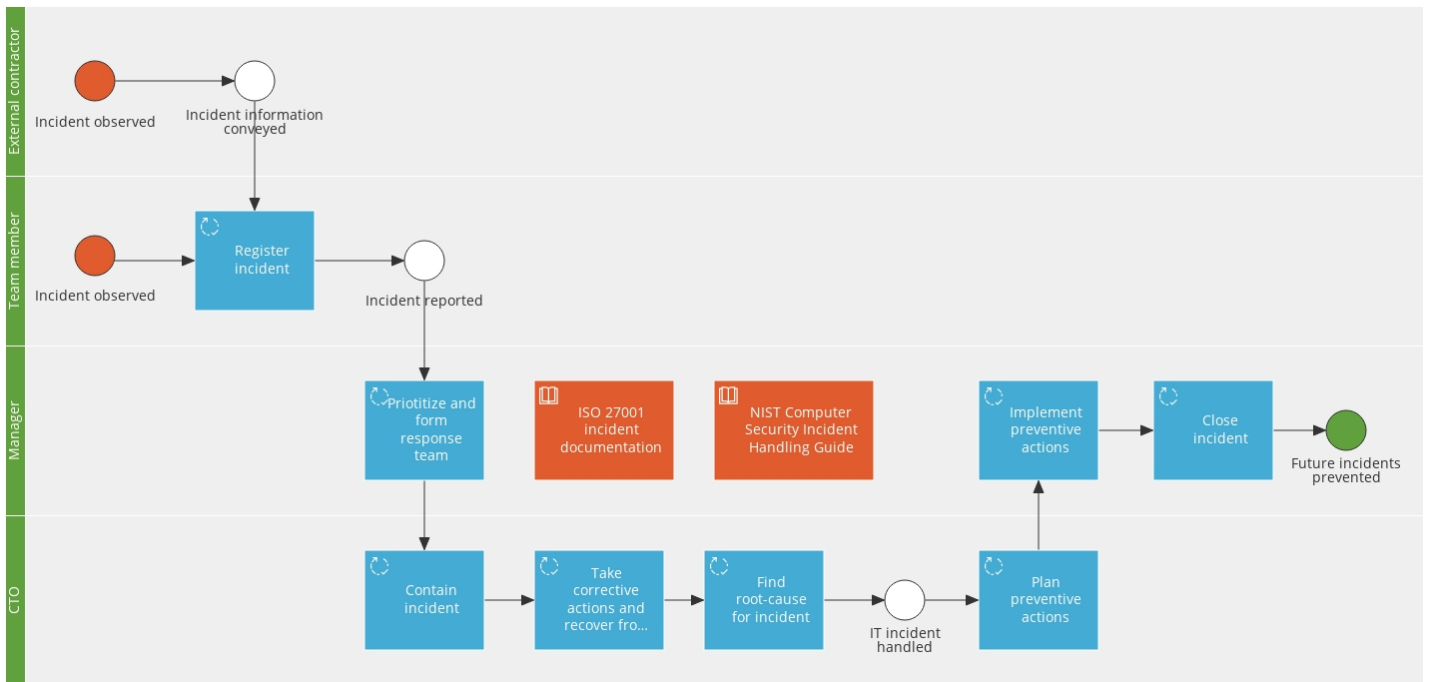 External contractor
Incident observed
Incident information
conveyed
Team member
Incident observed
Register
incident
Incident reported
Manager
Priotitize and
form
response
team
ISO 27001
incident
documentation
NIST Computer
Security Incident
Handling Guide
Implement
preventive
actions
Close
incident
Future incidents
prevented
CTO
Contain
incident
Take
corrective
actions and
recover fro...
Find
root-cause
for incident
IT incident
handled
Plan
preventive
actions